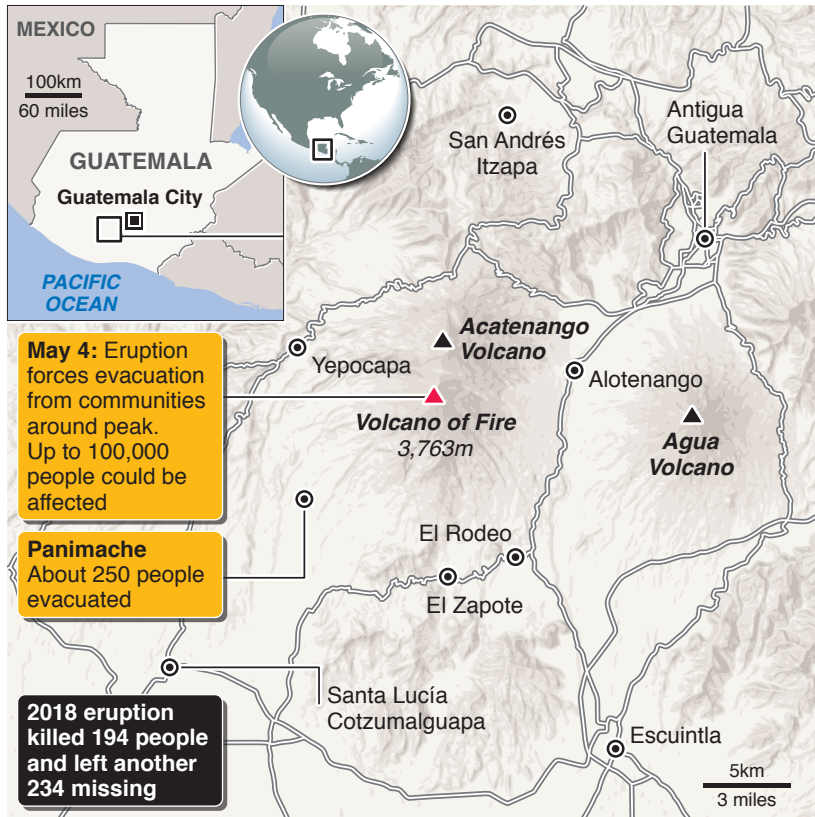 MEXICO
100km
60 miles
GUATEMALA
Guatemala City
PACIFIC
OCEAN
San Andrés
Itzapa
Antigua
Guatemala
May 4: Eruption
forces evacuation
from communities
around peak.
Up to 100,000
people could be
affected
Yepocapa
Acatenango
Volcano
Alotenango
Volcano of Fire
3,763m
Agua
Volcano
Panimache
About 250 people
evacuated
El Rodeo
El Zapote
2018 eruption
killed 194 people
and left another
234 missing
Santa Lucía
Cotzumalguapa
Escuintla
5km
3 miles